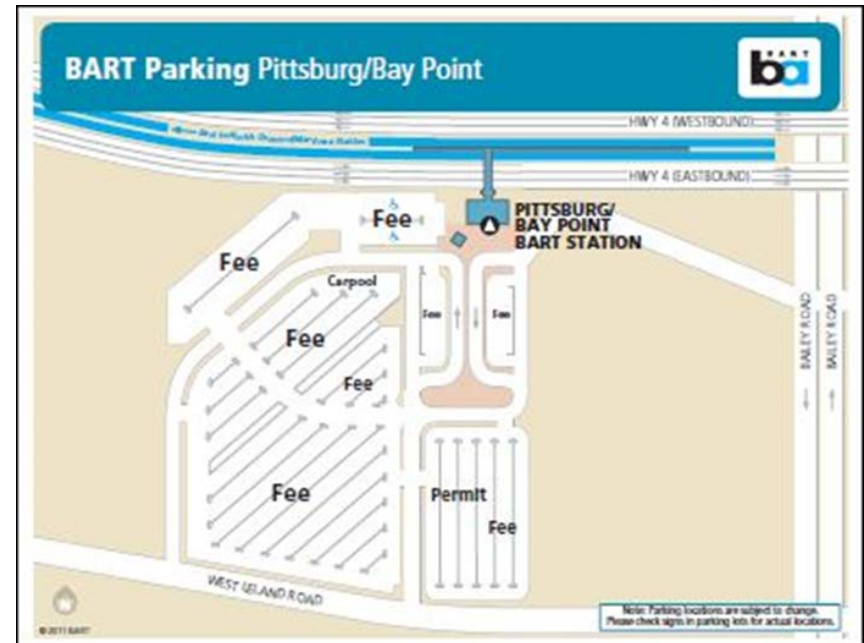 BART Parking Pittsburg/Bay Point
BART
ba
HWY 4 (WESTBOUND)
HWY 4 (EASTBOUND)
PITTSBURG/
BAY POINT
BART STATION
Fee
Fee
Carpool
Fee
Fee
Fee
Fee
Fee
Permit
Fee
BAILEY ROAD
BAILEY ROAD
WEST LELAND ROAD
N
© 2011 BART
Note: Parking locations are subject to change.
Please check signs in parking lots for actual locations.